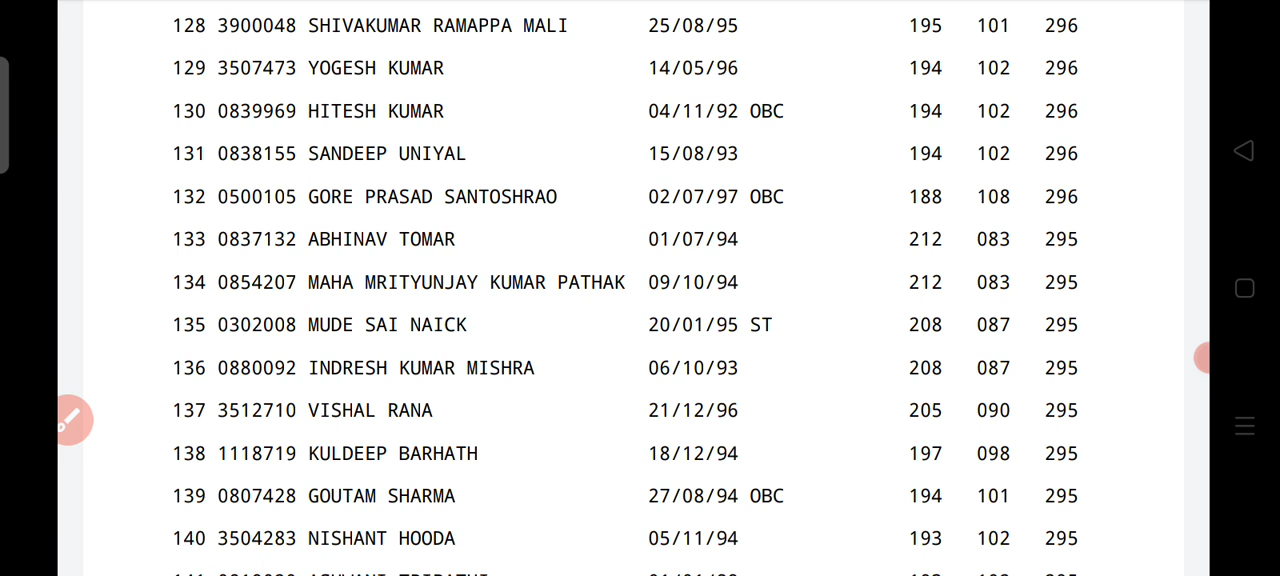 128 3900048 SHIVAKUMAR RAMAPPA MALI 25/08/95 195 101 296
129 3507473 YOGESH KUMAR 14/05/96 194 102 296
130 0839969 HITESH KUMAR 04/11/92 OBC 194 102 296
131 0838155 SANDEEP UNIYAL 15/08/93 194 102 296
132 0500105 GORE PRASAD SANTOSHRAO 02/07/97 OBC 188 108 296
133 0837132 ABHINAV TOMAR 01/07/94 212 083 295
134 0854207 MAHA MRITYUNJAY KUMAR PATHAK 09/10/94 212 083 295
135 0302008 MUDE SAI NAICK 20/01/95 ST 208 087 295
136 0880092 INDRESH KUMAR MISHRA 06/10/93 208 087 295
137 3512710 VISHAL RANA 21/12/96 205 090 295
138 1118719 KULDEEP BARHATH 18/12/94 197 098 295
139 0807428 GOUTAM SHARMA 27/08/94 OBC 194 101 295
140 3504283 NISHANT HOODA 05/11/94 193 102 295